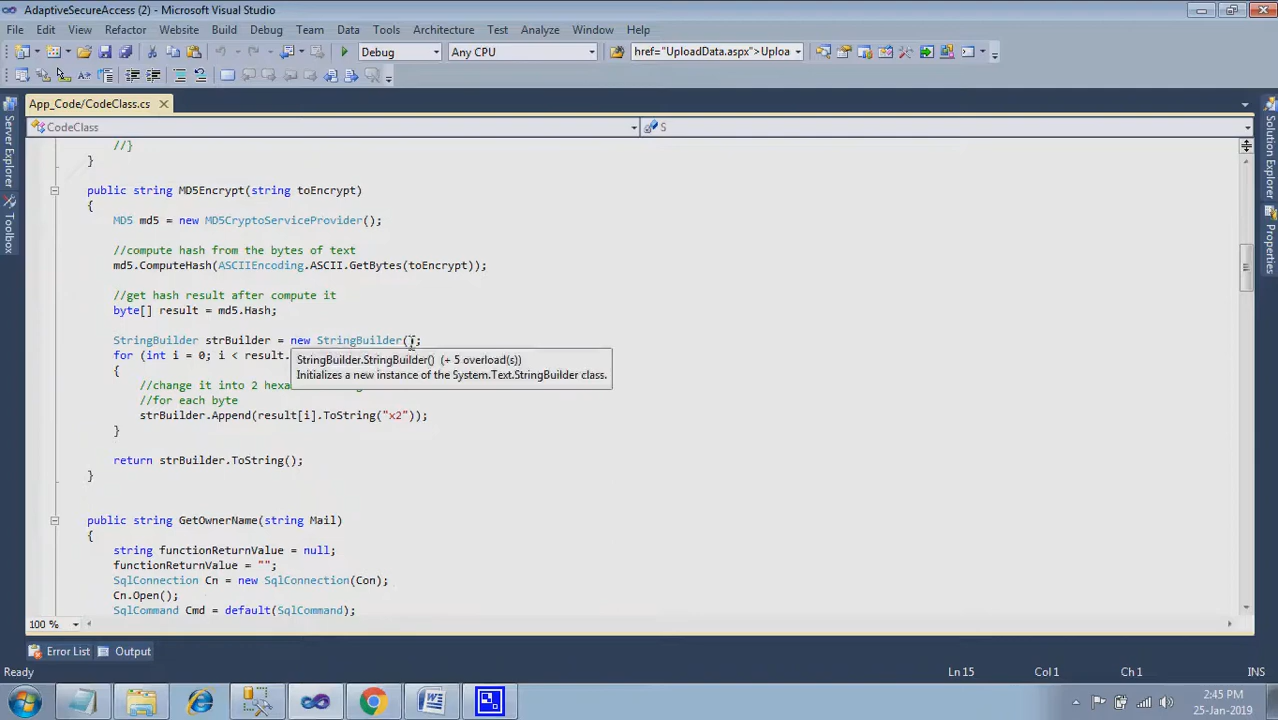 AdaptiveSecureAccess (2) - Microsoft Visual Studio
File Edit View Refactor Website Build Debug Team Data Tools Architecture Test Analyze Window Help
Debug Any CPU href="UploadData.aspx">Uploa
App_Code/CodeClass.cs
CodeClass S
Server Explorer
Toolbox
Solution Explorer
Properties
//}
}
public string MD5Encrypt(string toEncrypt)
{
MD5 md5 = new MD5CryptoServiceProvider();
//compute hash from the bytes of text
md5.ComputeHash(ASCIIEncoding.ASCII.GetBytes(toEncrypt));
//get hash result after compute it
byte[] result = md5.Hash;
StringBuilder strBuilder = new StringBuilder();
for (int i = 0; i < result.
StringBuilder.StringBuilder() (+ 5 overload(s))
Initializes a new instance of the System.Text.StringBuilder class.
{
//change it into 2 hexa
//for each byte
strBuilder.Append(result[i].ToString("x2"));
}
return strBuilder.ToString();
}
public string GetOwnerName(string Mail)
{
string functionReturnValue = null;
functionReturnValue = "";
SqlConnection Cn = new SqlConnection(Con);
Cn.Open();
SqlCommand Cmd = default(SqlCommand);
100 %
Error List Output
Ready Ln 15 Col 1 Ch 1 INS
2:45 PM
25-Jan-2019